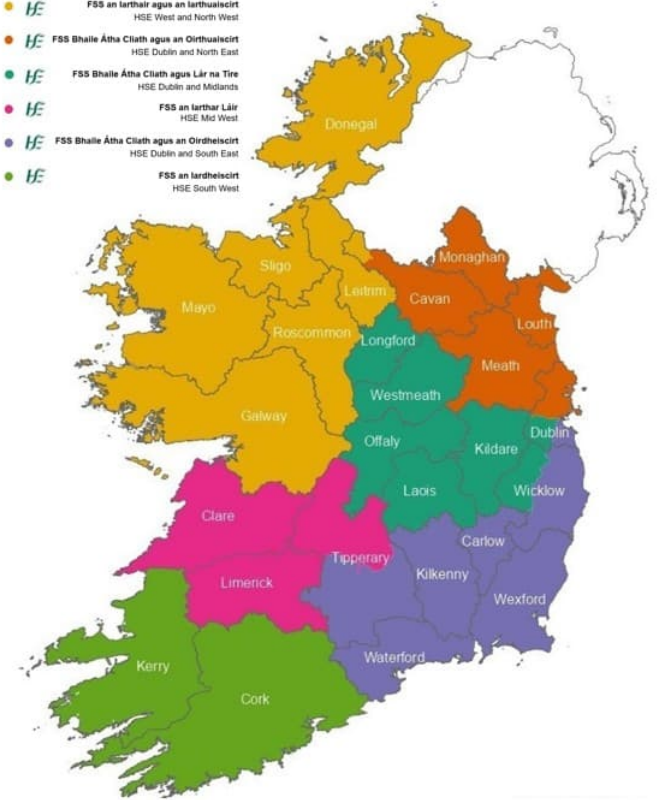 FSS an Iarthair agus an Iarthuaiscirt
HSE West and North West
FSS Bhaile Átha Cliath agus an Oirthuaiscirt
HSE Dublin and North East
FSS Bhaile Átha Cliath agus Lár na Tíre
HSE Dublin and Midlands
FSS an Iarthar Láir
HSE Mid West
FSS Bhaile Átha Cliath agus an Oirdheiscirt
HSE Dublin and South East
FSS an Iardheiscirt
HSE South West
Donegal
Monaghan
Sligo
Leitrim
Cavan
Mayo
Louth
Roscommon
Longford
Meath
Westmeath
Galway
Dublin
Offaly
Kildare
Laois
Wicklow
Clare
Carlow
Tipperary
Kilkenny
Limerick
Wexford
Waterford
Kerry
Cork